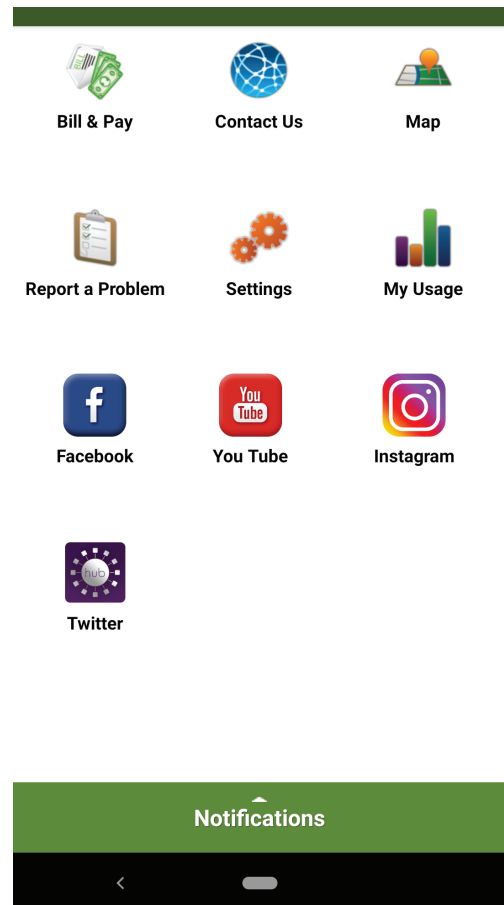 BILL
Bill & Pay
Contact Us
Map
Report a Problem
Settings
My Usage
f
You
Tube
Facebook
You Tube
Instagram
hub
Twitter
Notifications